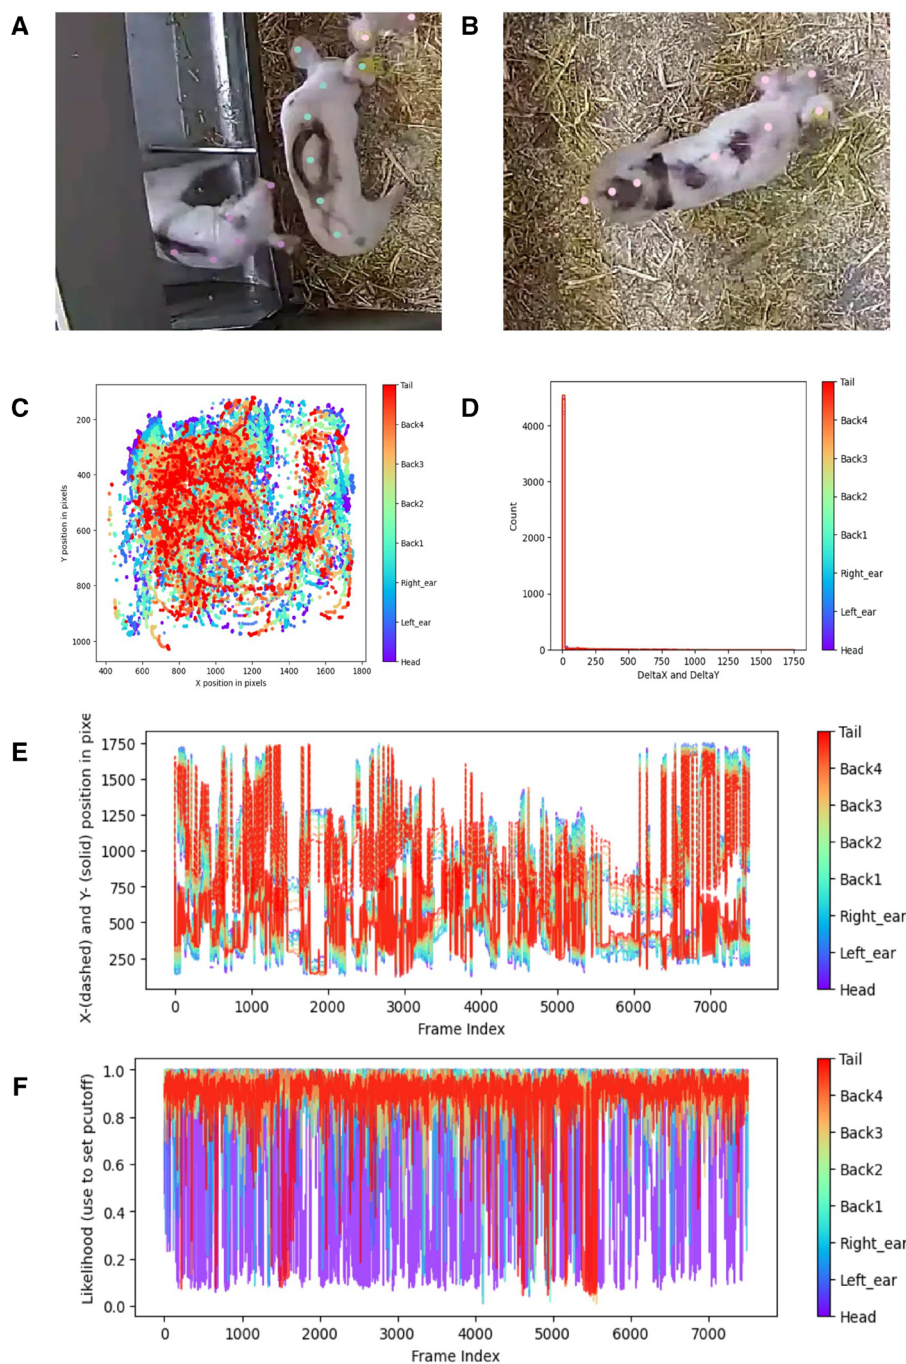 A
B
C
200
400
600
800
1000
Y position in pixels
400 600 800 1000 1200 1400 1600 1800
X position in pixels
Tail
Back4
Back3
Back2
Back1
Right_ear
Left_ear
Head
D
4000
3000
2000
1000
0
Count
0 250 500 750 1000 1250 1500 1750
DeltaX and DeltaY
Tail
Back4
Back3
Back2
Back1
Right_ear
Left_ear
Head
E
X-(dashed) and Y- (solid) position in pixe
1750
1500
1250
1000
750
500
250
0 1000 2000 3000 4000 5000 6000 7000
Frame Index
Tail
Back4
Back3
Back2
Back1
Right_ear
Left_ear
Head
F
Likelihood (use to set pcutoff)
1.0
0.8
0.6
0.4
0.2
0.0
0 1000 2000 3000 4000 5000 6000 7000
Frame Index
Tail
Back4
Back3
Back2
Back1
Right_ear
Left_ear
Head